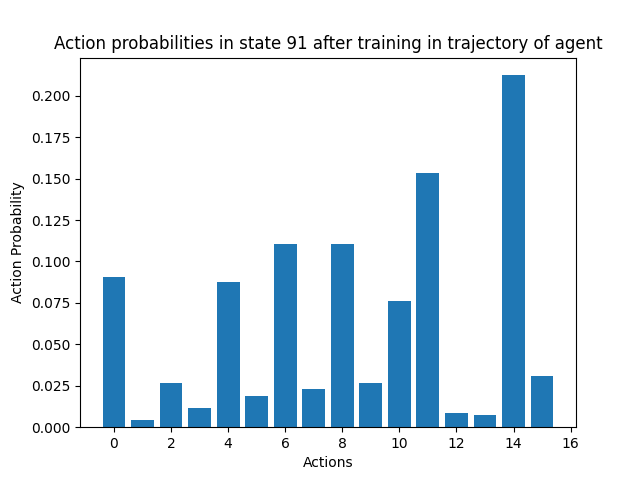 Action probabilities in state 91 after training in trajectory of agent
Action Probability
0.200
0.175
0.150
0.125
0.100
0.075
0.050
0.025
0.000
0 2 4 6 8 10 12 14 16
Actions